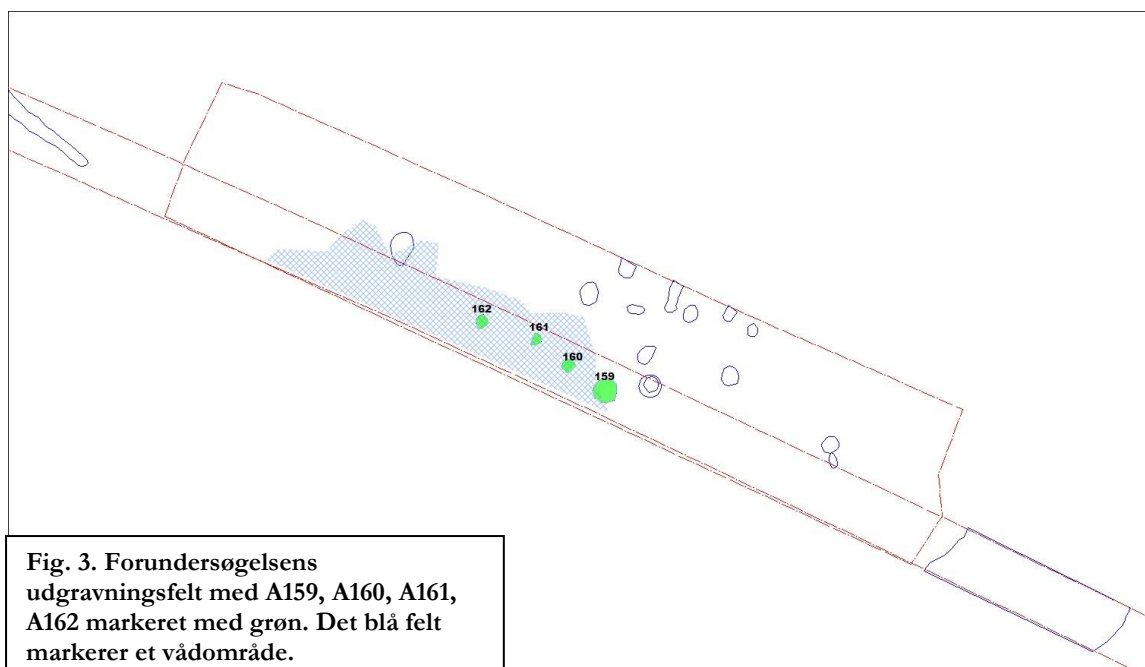 162
161
160
159
Fig. 3. Forundersøgelsens
udgravningsfelt med A159, A160, A161,
A162 markeret med grøn. Det blå felt
markerer et vådområde.